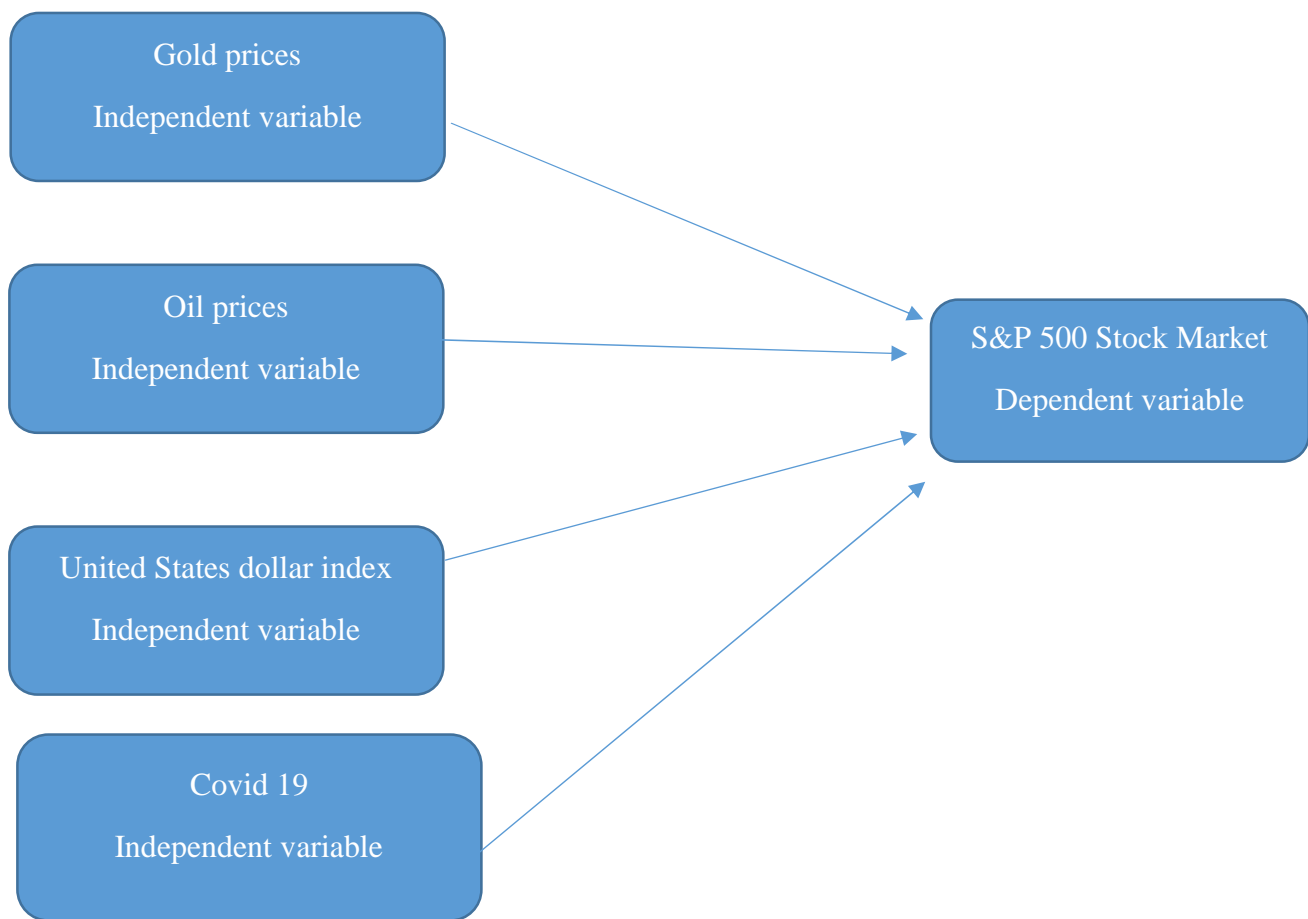 Gold prices
Independent variable
Oil prices
Independent variable
S&P 500 Stock Market
Dependent variable
United States dollar index
Independent variable
Covid 19
Independent variable